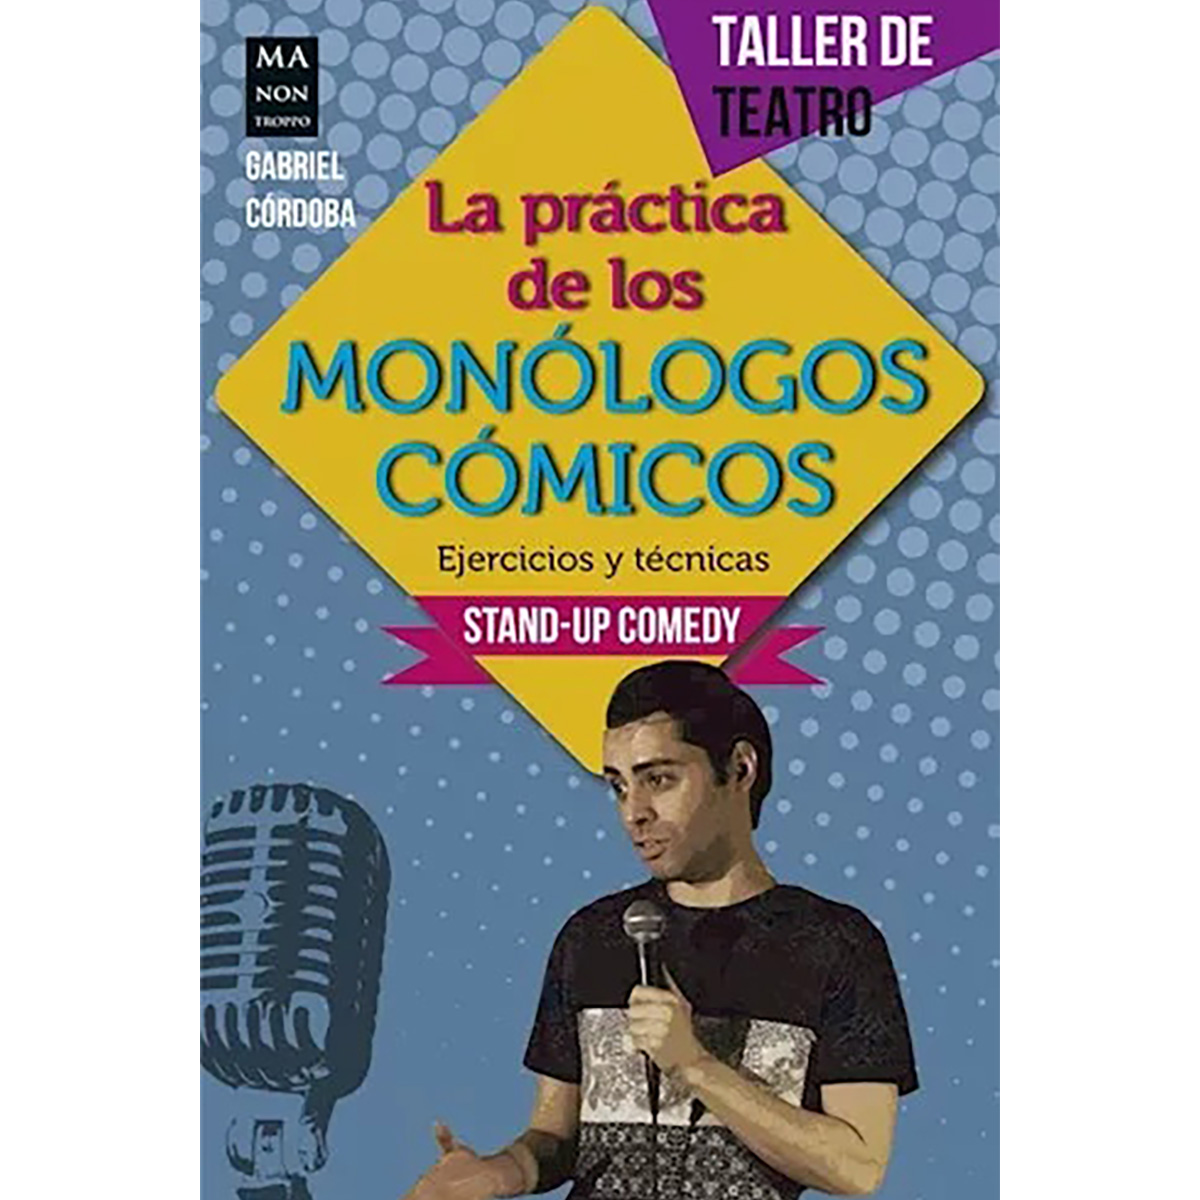 MA
NON
TROPPO
GABRIEL
CÓRDOBA
TALLER DE
TEATRO
La práctica
de los
MONÓLOGOS
CÓMICOS
Ejercicios y técnicas
STAND-UP COMEDY